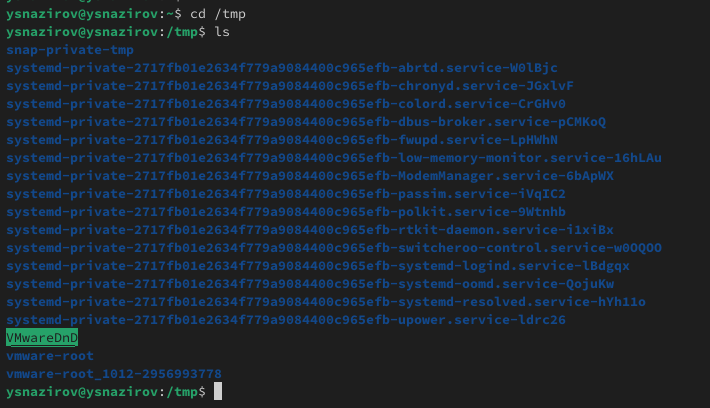 ysnazirov@ysnazirov:~$ cd /tmp
ysnazirov@ysnazirov:/tmp$ ls
snap-private-tmp
systemd-private-2717fb01e2634f779a9084400c965efb-abrtd.service-W0lBjc
systemd-private-2717fb01e2634f779a9084400c965efb-chronyd.service-JGxlvF
systemd-private-2717fb01e2634f779a9084400c965efb-colord.service-CrGHv0
systemd-private-2717fb01e2634f779a9084400c965efb-dbus-broker.service-pCMKoQ
systemd-private-2717fb01e2634f779a9084400c965efb-fwupd.service-LpHWhN
systemd-private-2717fb01e2634f779a9084400c965efb-low-memory-monitor.service-16hLAu
systemd-private-2717fb01e2634f779a9084400c965efb-ModemManager.service-6bApWX
systemd-private-2717fb01e2634f779a9084400c965efb-passim.service-iVqIC2
systemd-private-2717fb01e2634f779a9084400c965efb-polkit.service-9Wtnhb
systemd-private-2717fb01e2634f779a9084400c965efb-rtkit-daemon.service-i1xiBx
systemd-private-2717fb01e2634f779a9084400c965efb-switcheroo-control.service-w0OQOO
systemd-private-2717fb01e2634f779a9084400c965efb-systemd-logind.service-lBdgqx
systemd-private-2717fb01e2634f779a9084400c965efb-systemd-oomd.service-QojuKw
systemd-private-2717fb01e2634f779a9084400c965efb-systemd-resolved.service-hYh11o
systemd-private-2717fb01e2634f779a9084400c965efb-upower.service-ldrc26
VMwareDnD
vmware-root
vmware-root_1012-2956993778
ysnazirov@ysnazirov:/tmp$